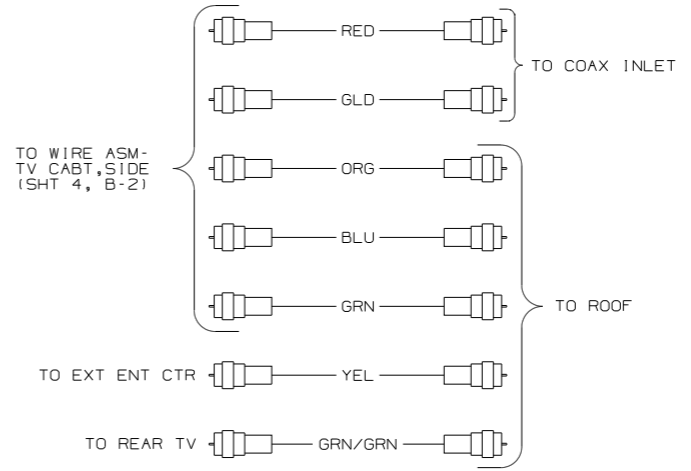 RED
TO COAX INLET
GLD
TO WIRE ASM-
TV CABT,SIDE
(SHT 4, B-2)
ORG
BLU
GRN
TO ROOF
TO EXT ENT CTR
YEL
TO REAR TV
GRN/GRN